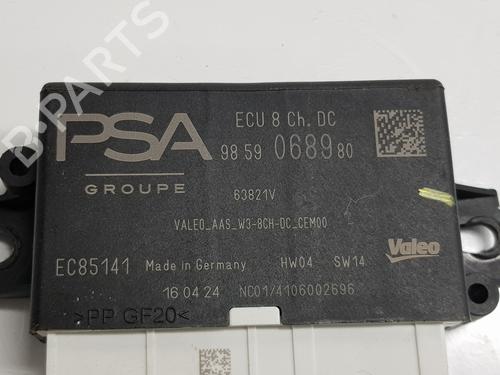 PSA
GROUPE
ECU 8 Ch. DC
98 59 0689 80
63821V
VALEO_AAS_W3-8CH-DC_CEM00
EC85141 Made in Germany HW04 SW14
Valeo
16 04 24 NC01/4106002696
>PP GF20<